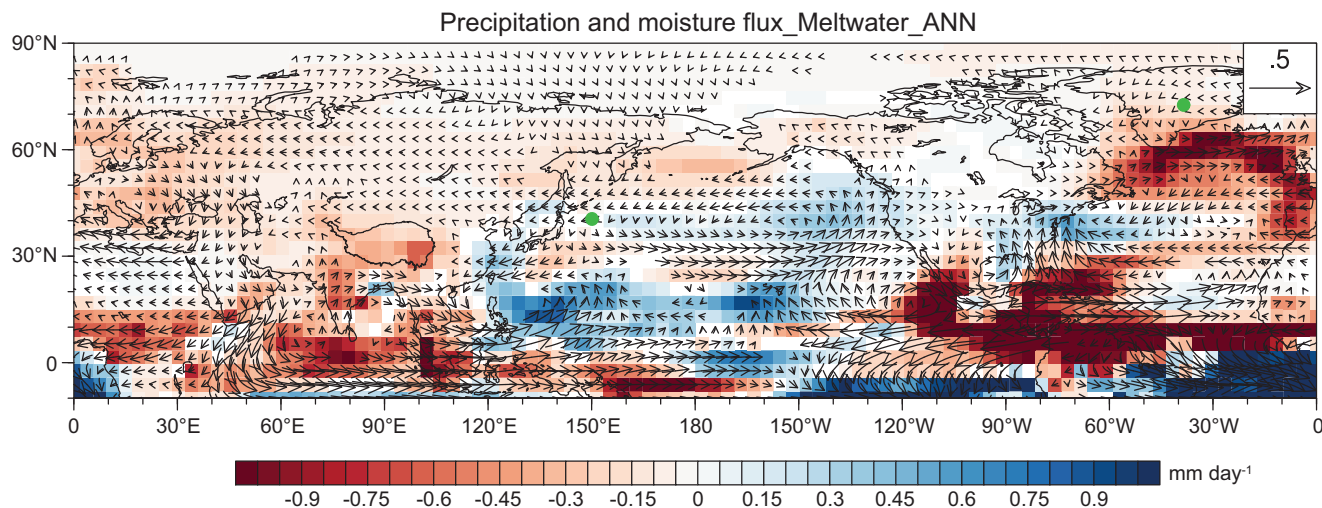 Precipitation and moisture flux_Meltwater_ANN
90°N
.5
60°N
30°N
0
0 30°E 60°E 90°E 120°E 150°E 180° 150°W 120°W 90°W 60°W 30°W 0
mm day-1
-0.9 -0.75 -0.6 -0.45 -0.3 -0.15 0 0.15 0.3 0.45 0.6 0.75 0.9